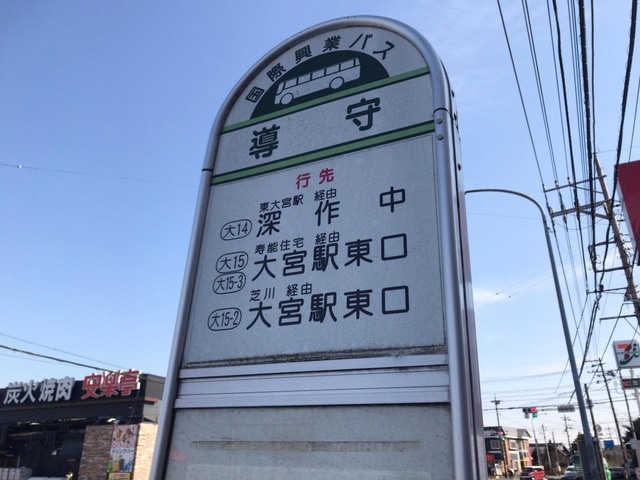 国際興業バス
導守
行先
東大宮駅 経由
大14 深作中
寿能住宅 経由
大15 大宮駅東口
大15-3
芝川 経由
大15-2 大宮駅東口
炭火焼肉 安楽亭